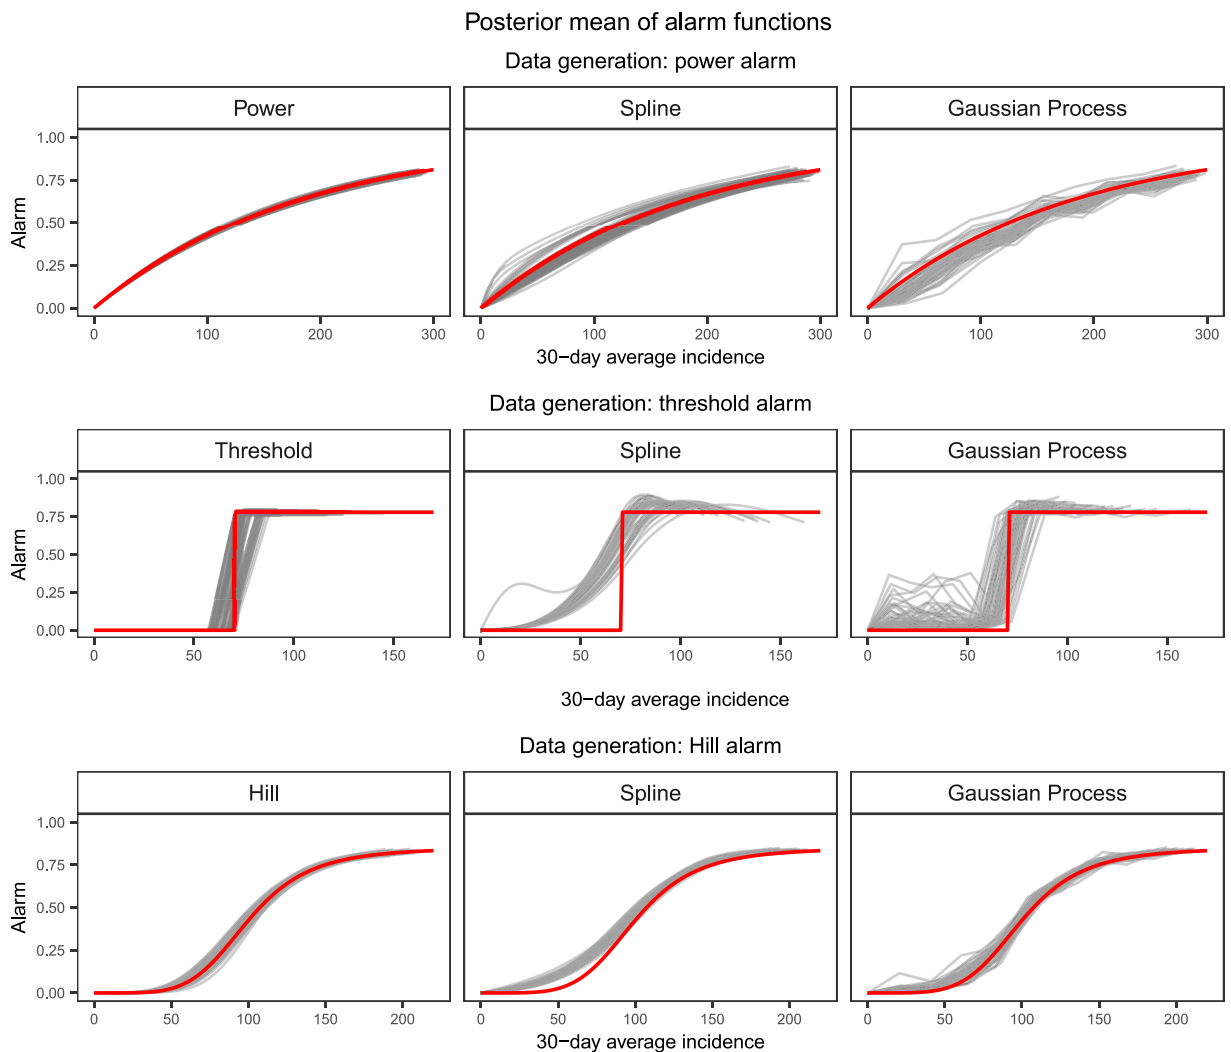 Posterior mean of alarm functions
Data generation: power alarm
Power Spline Gaussian Process
1.00
0.75
0.50
0.25
0.00
Alarm
0 100 200 300 0 100 200 300 0 100 200 300
30−day average incidence
Data generation: threshold alarm
Threshold Spline Gaussian Process
1.00
0.75
0.50
0.25
0.00
Alarm
0 50 100 150 0 50 100 150 0 50 100 150
30−day average incidence
Data generation: Hill alarm
Hill Spline Gaussian Process
1.00
0.75
0.50
0.25
0.00
Alarm
0 50 100 150 200 0 50 100 150 200 0 50 100 150 200
30−day average incidence